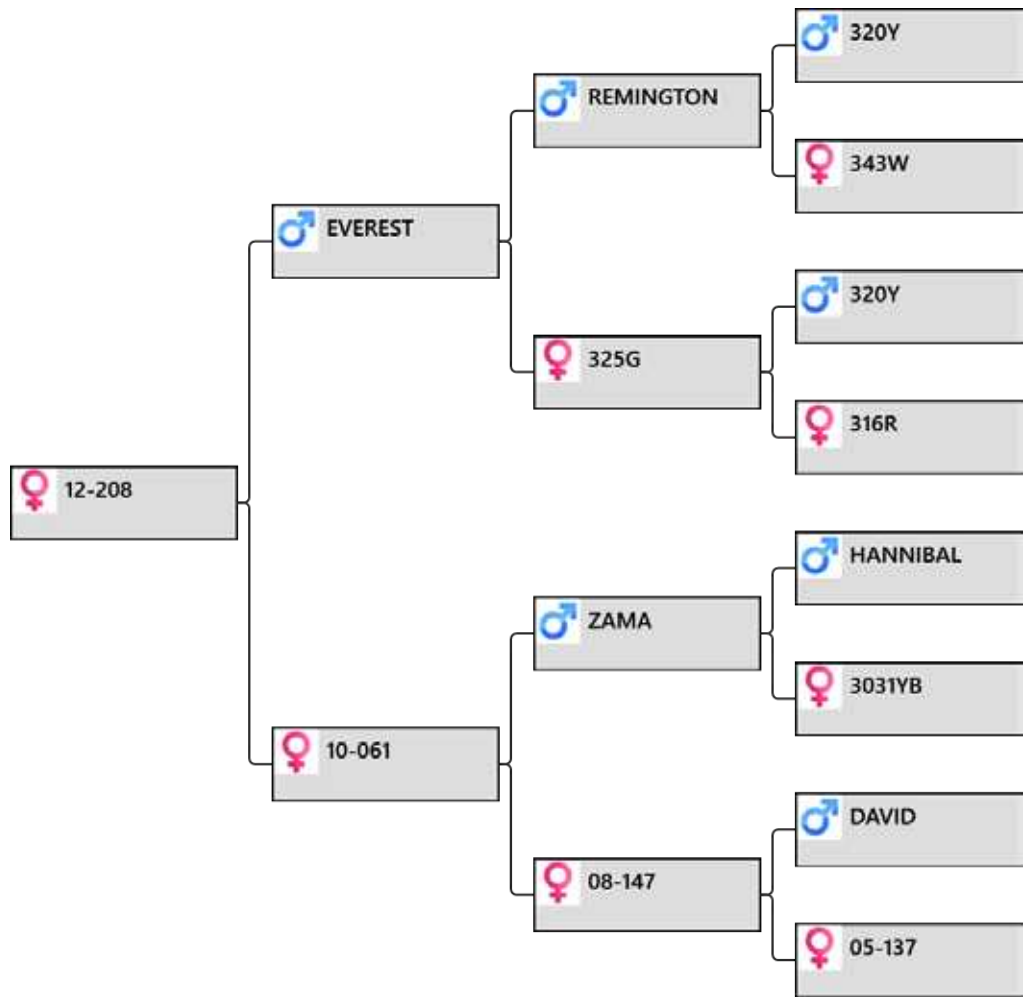 320Y
REMINGTON
343W
EVEREST
320Y
325G
316R
12-208
HANNIBAL
ZAMA
3031YB
10-061
DAVID
08-147
05-137